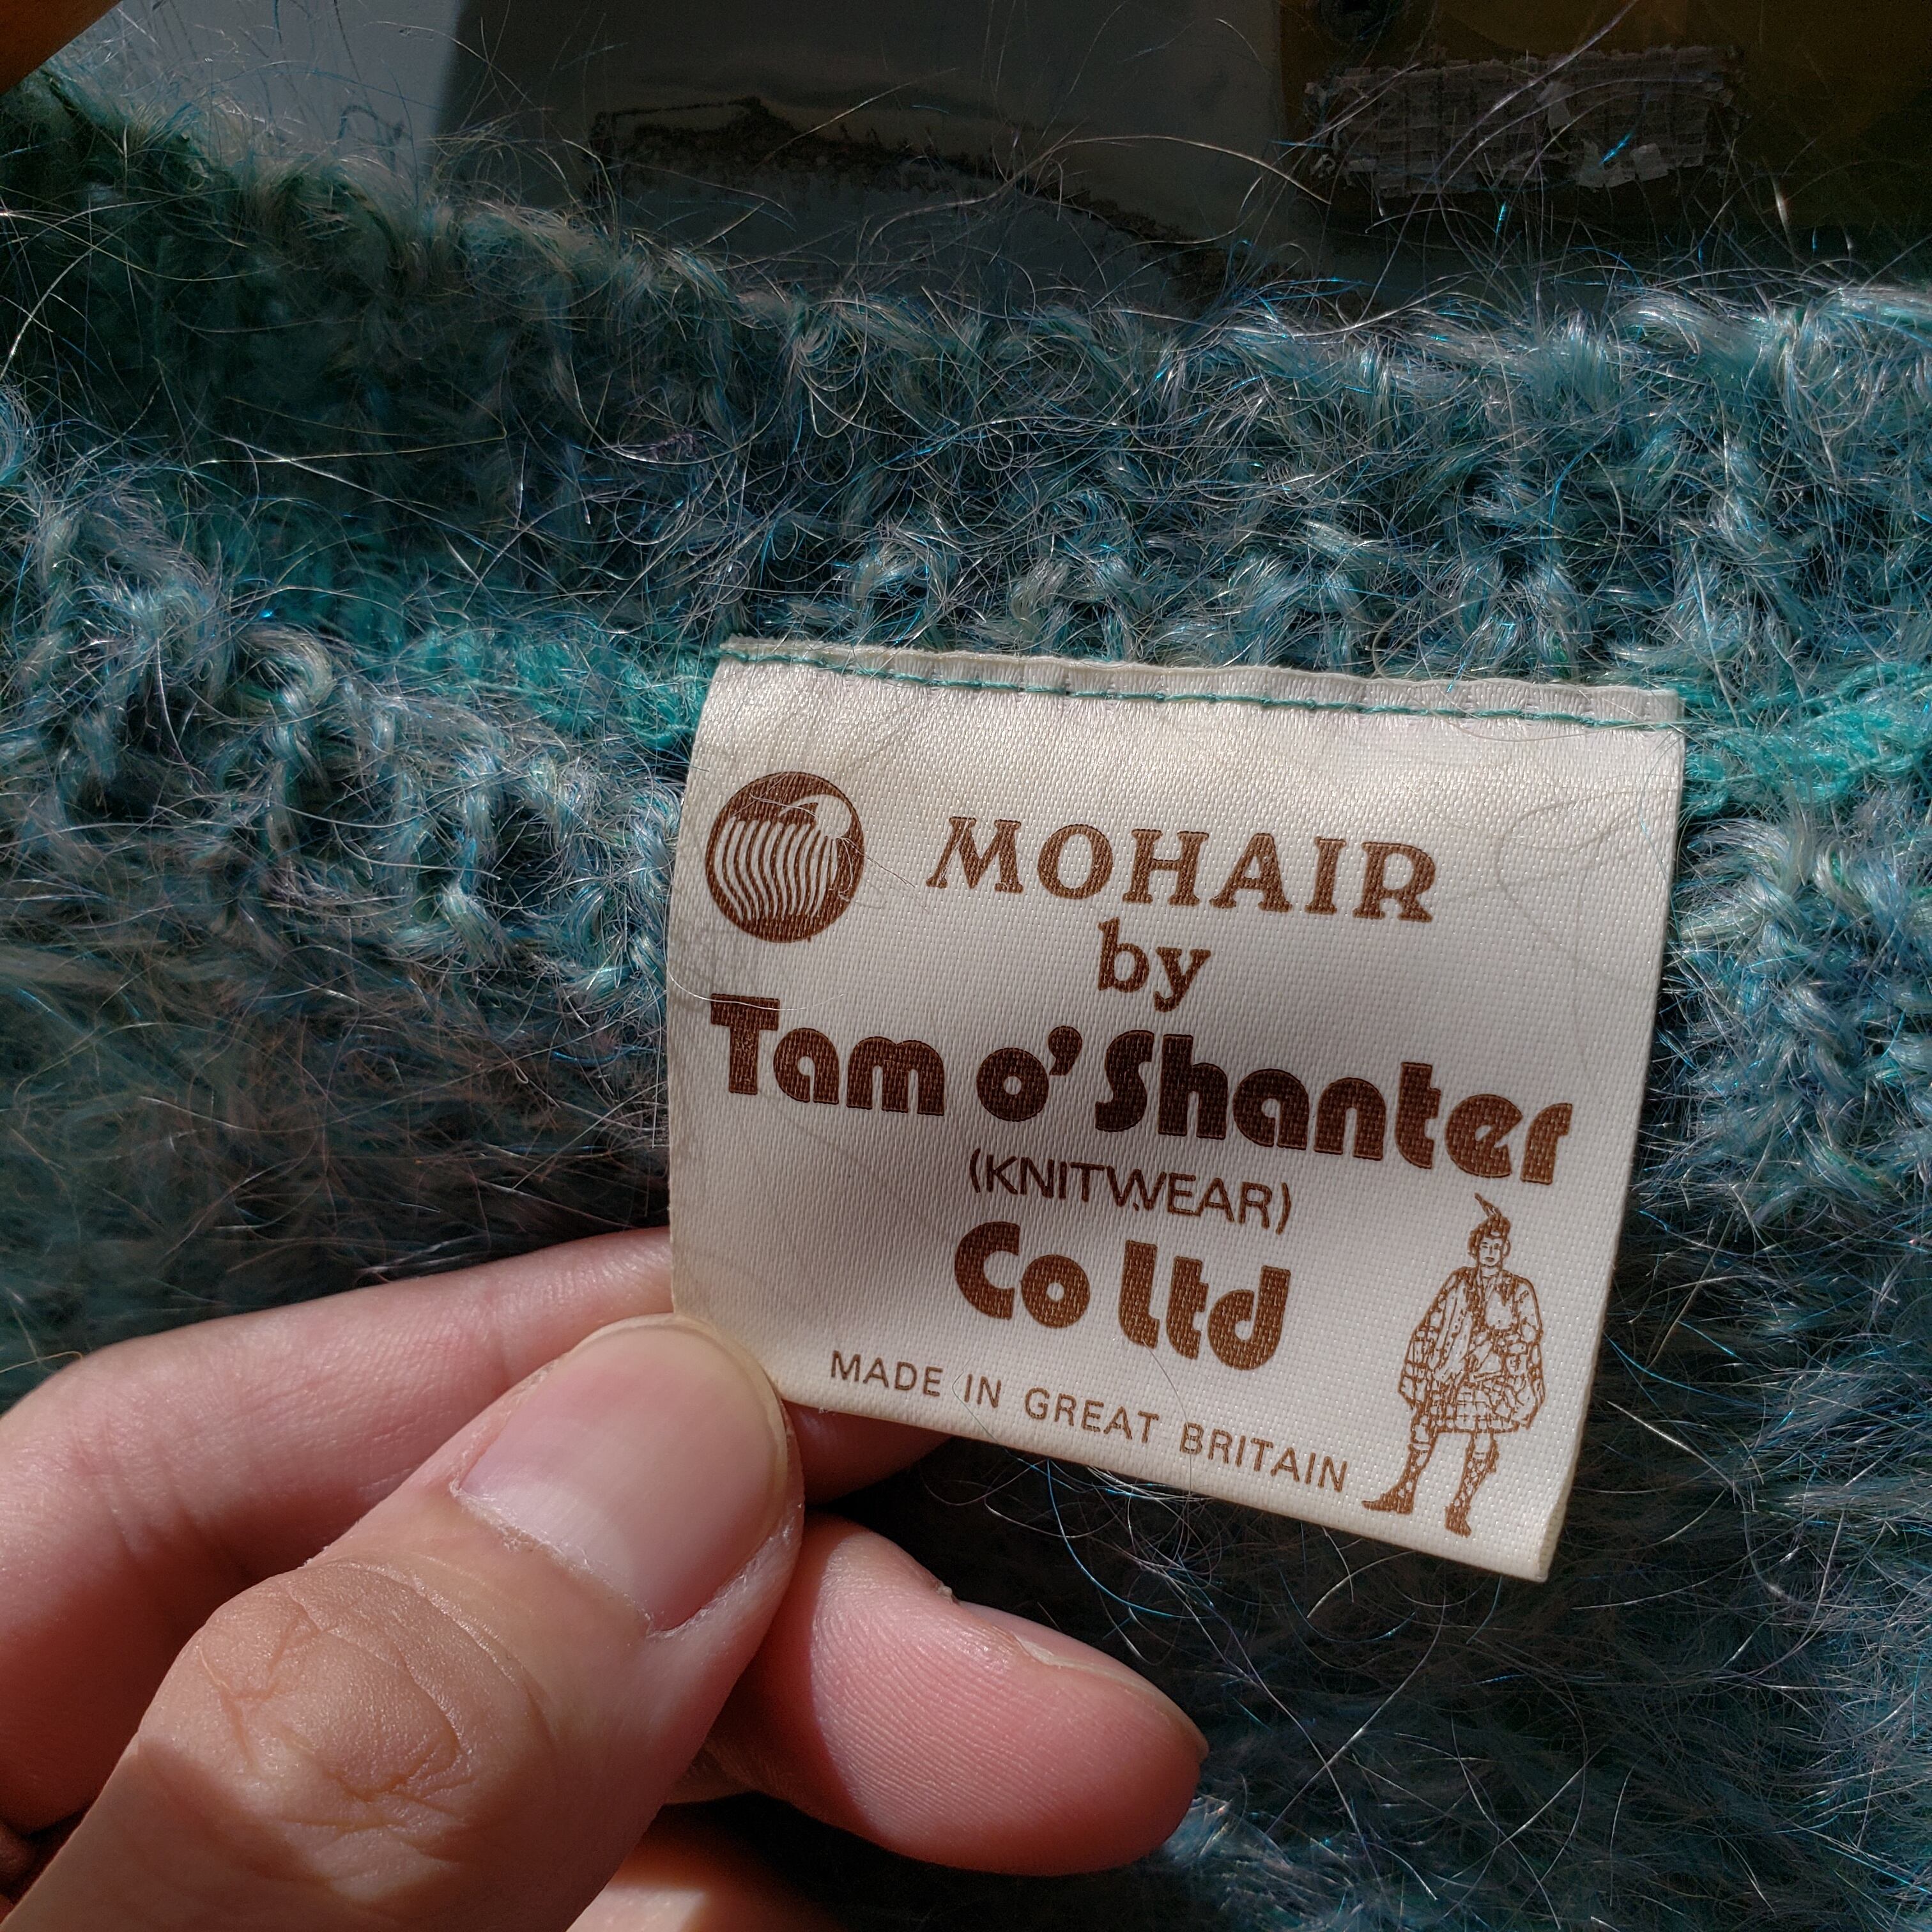 MOHAIR
by
Tam o' Shanter
(KNITWEAR)
Co Ltd
MADE IN GREAT BRITAIN